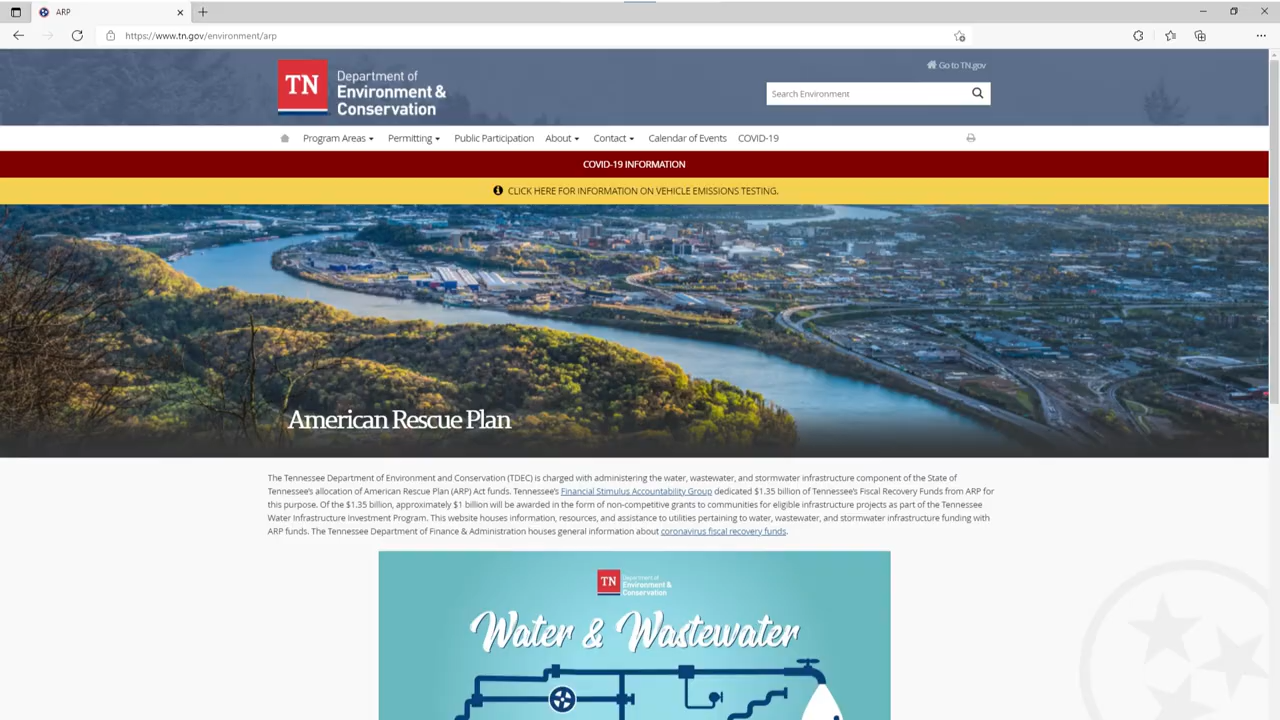 ARP
https://www.tn.gov/environment/arp
Go to TN.gov
TN
Department of
Environment &
Conservation
Search Environment
Program Areas
Permitting
Public Participation
About
Contact
Calendar of Events
COVID-19
COVID-19 INFORMATION
CLICK HERE FOR INFORMATION ON VEHICLE EMISSIONS TESTING.
American Rescue Plan
The Tennessee Department of Environment and Conservation (TDEC) is charged with administering the water, wastewater, and stormwater infrastructure component of the State of
Tennessee's allocation of American Rescue Plan (ARP) Act funds. Tennessee's Financial Stimulus Accountability Group dedicated $1.35 billion of Tennessee's Fiscal Recovery Funds from ARP for
this purpose. Of the $1.35 billion, approximately $1 billion will be awarded in the form of non-competitive grants to communities for eligible infrastructure projects as part of the Tennessee
Water Infrastructure Investment Program. This website houses information, resources, and assistance to utilities pertaining to water, wastewater, and stormwater infrastructure funding with
ARP funds. The Tennessee Department of Finance & Administration houses general information about coronavirus fiscal recovery funds.
TN
Department of
Environment &
Conservation
Water & Wastewater